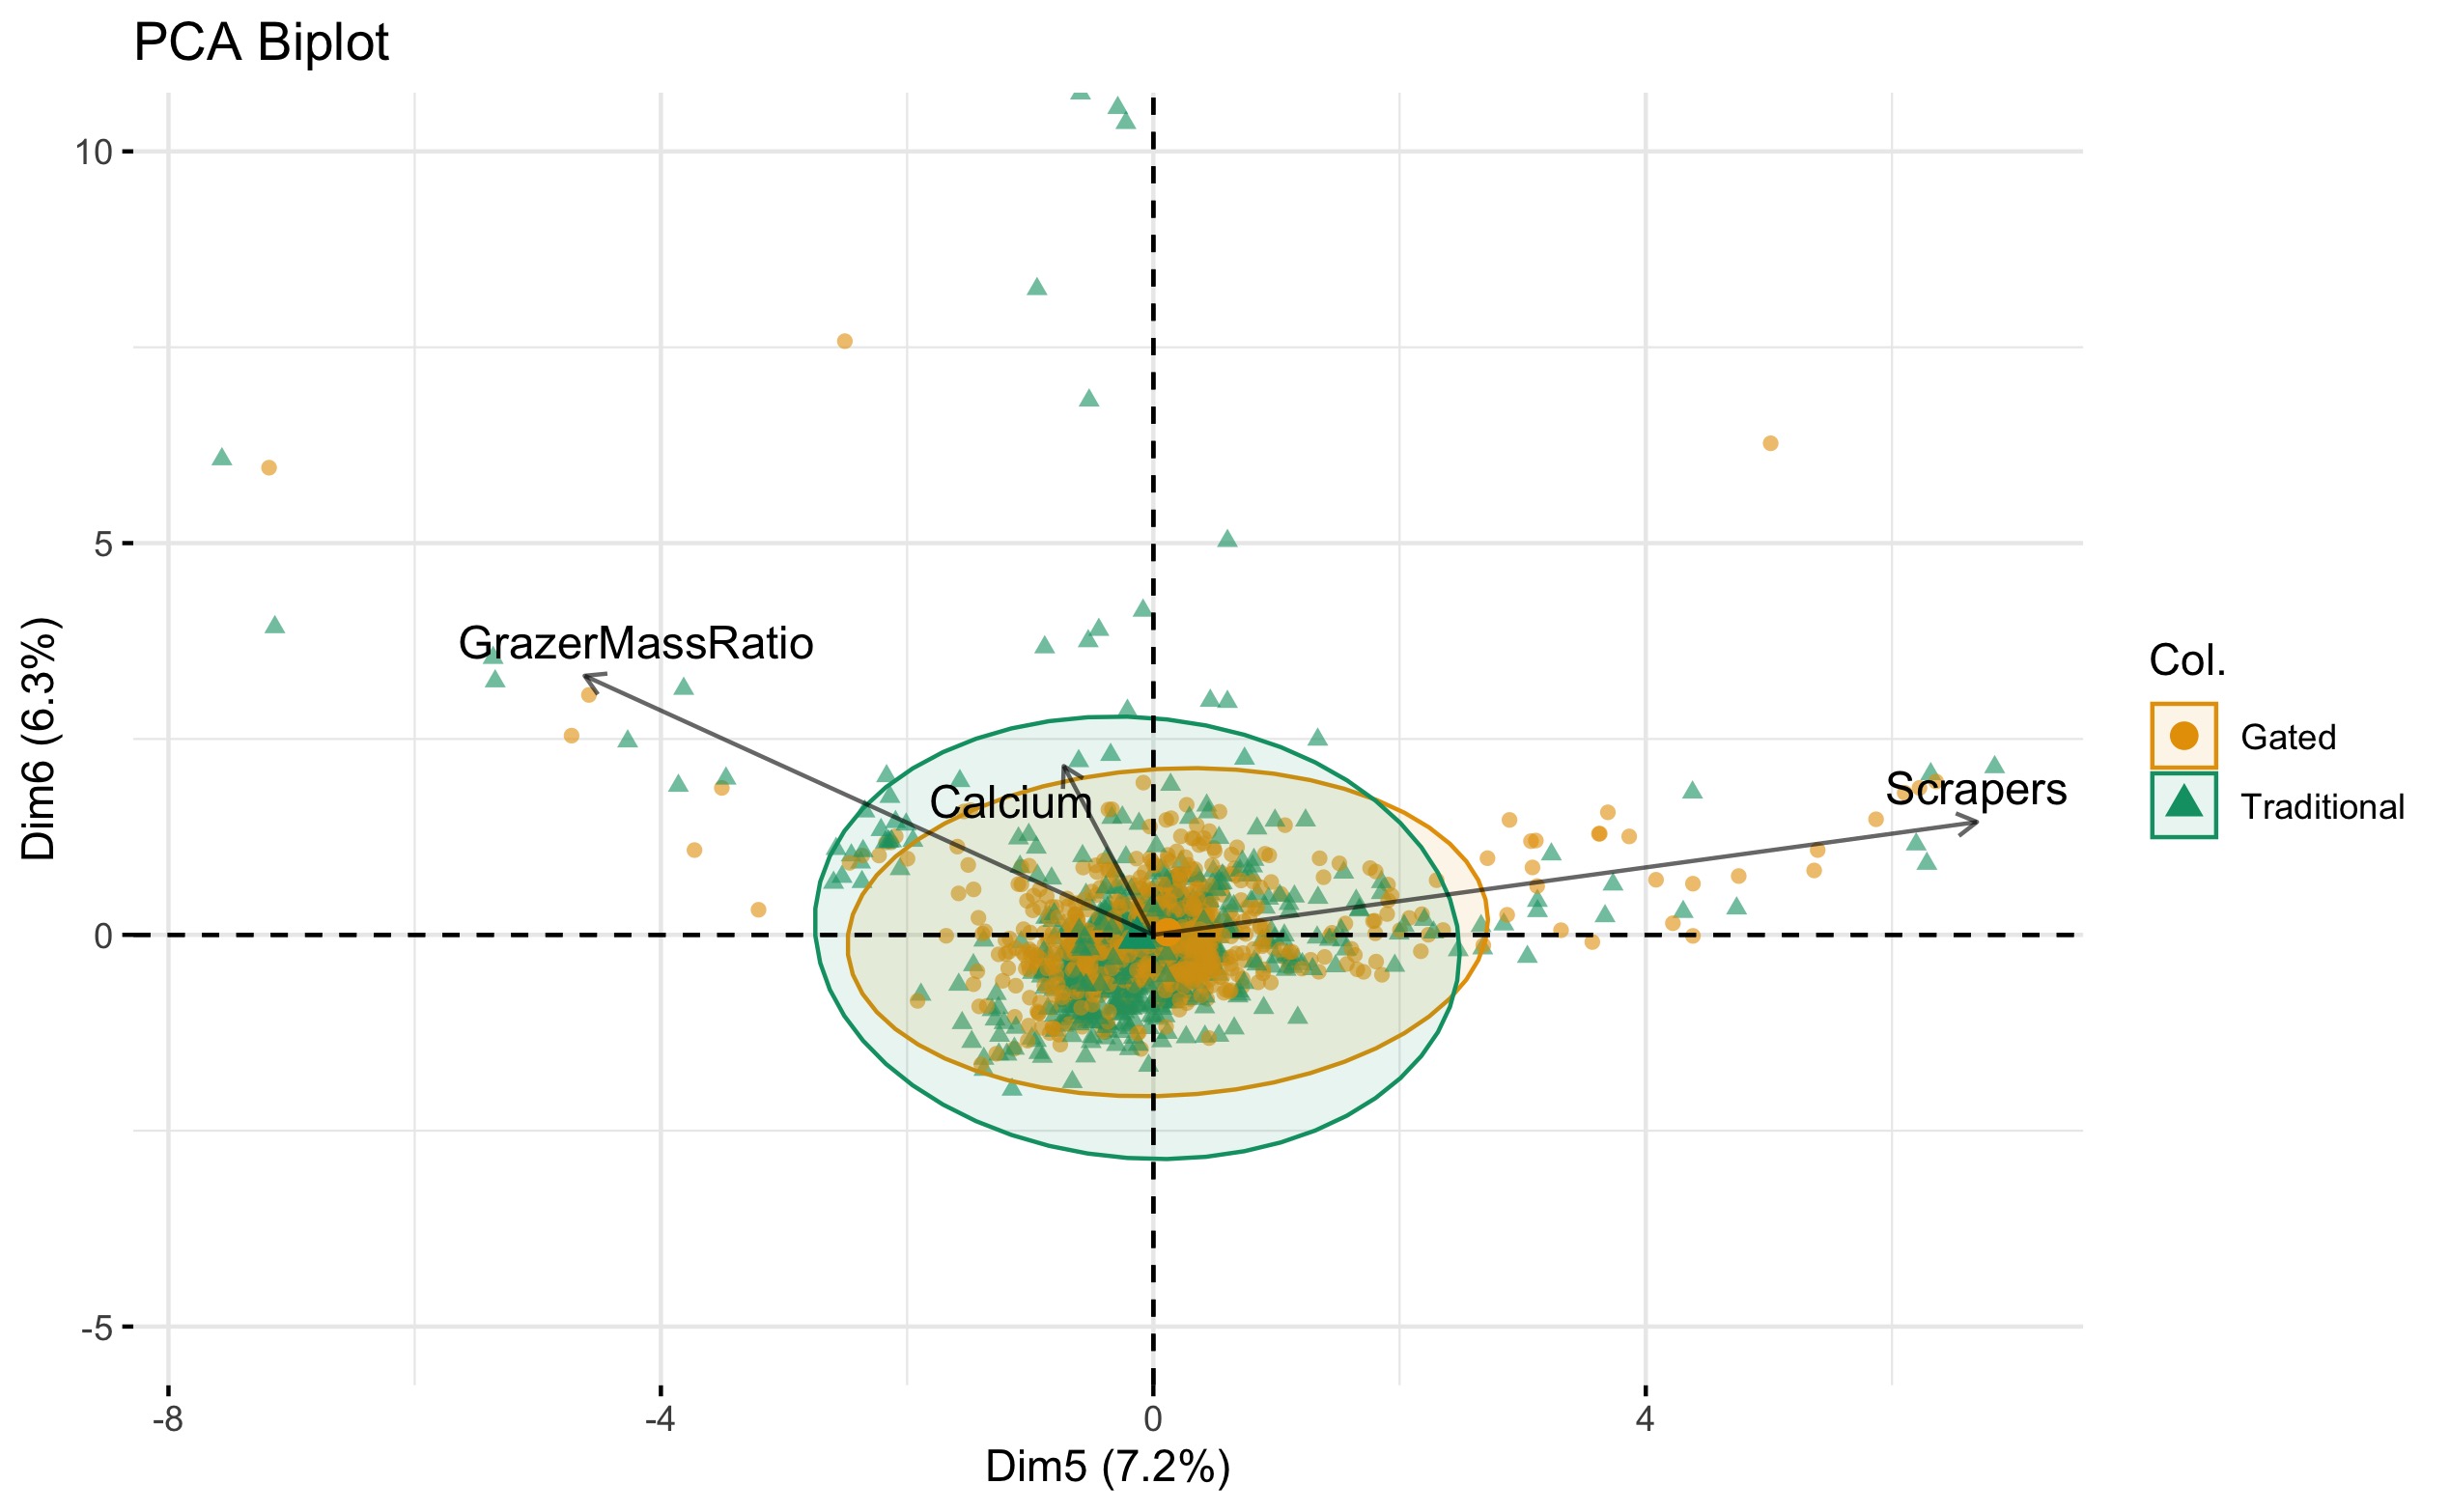 PCA Biplot
10
5
0
-5
Dim6 (6.3%)
GrazerMassRatio
Calcium
Scrapers
-8
-4
0
4
Dim5 (7.2%)
Col.
Gated
Traditional